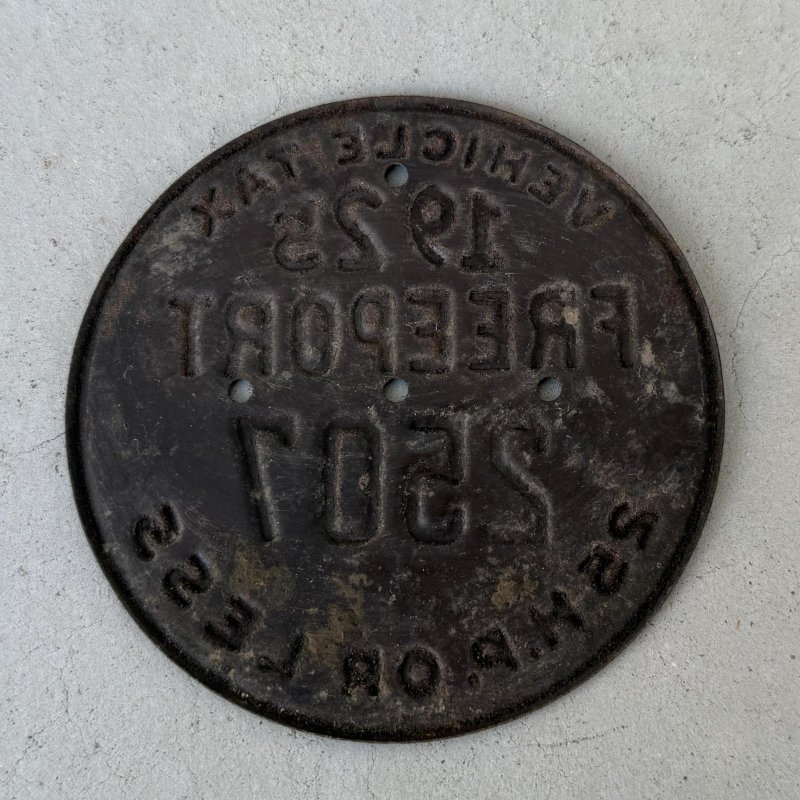 VEHICLE TAX
1925
FREEPORT
2507
25 H.P. OR LESS